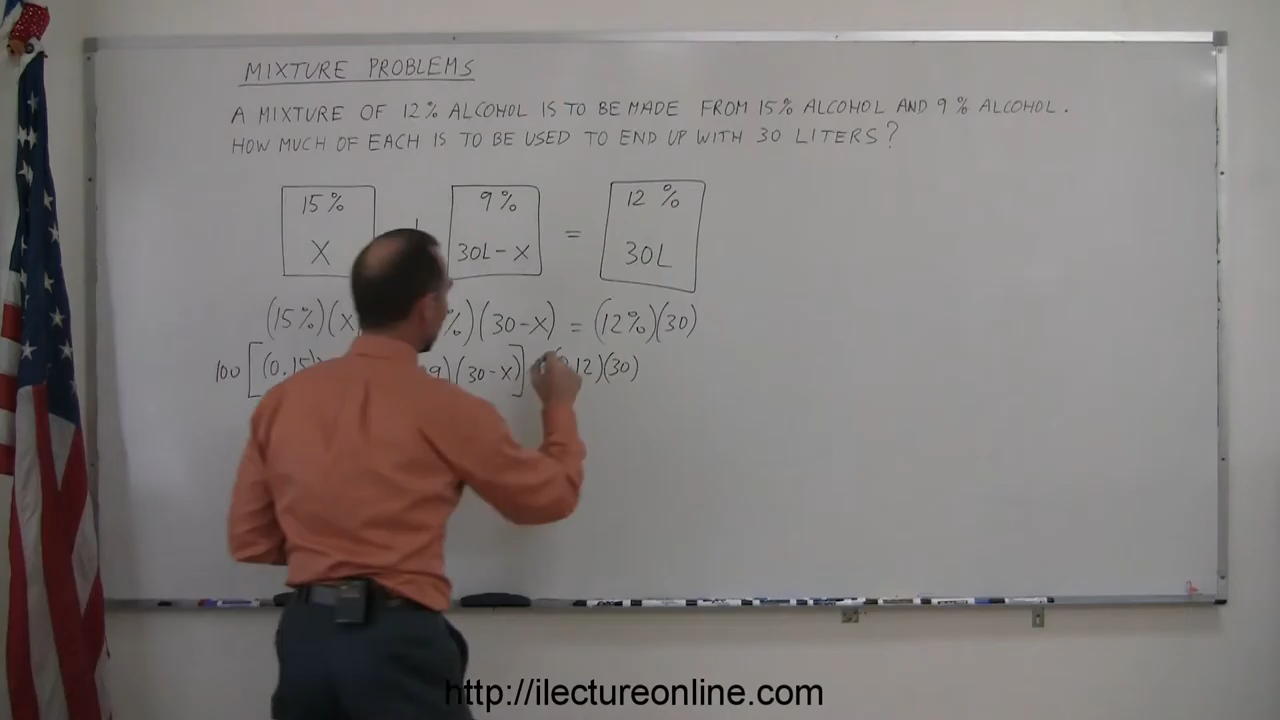 MIXTURE PROBLEMS
A MIXTURE OF 12% ALCOHOL IS TO BE MADE FROM 15% ALCOHOL AND 9% ALCOHOL.
HOW MUCH OF EACH IS TO BE USED TO END UP WITH 30 LITERS?
15% 9% 12 %
X 30L - X = 30L
(15%)(X %)(30-X) = (12%)(30)
100 [(0.15) 9)(30-X)] 12)(30)
http://ilectureonline.com